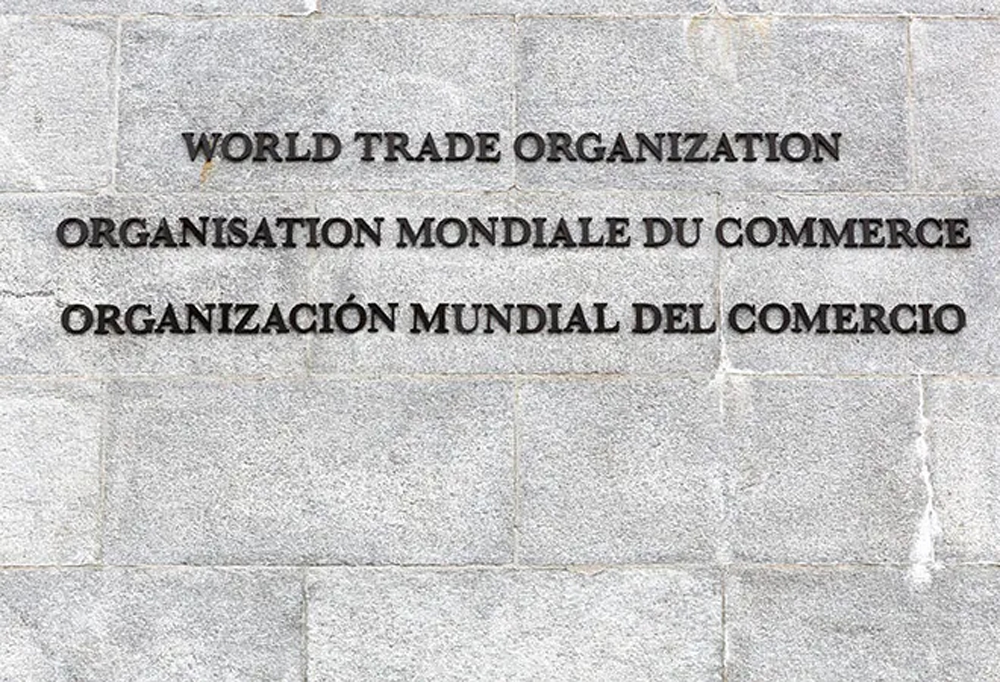 WORLD TRADE ORGANIZATION
ORGANISATION MONDIALE DU COMMERCE
ORGANIZACIÓN MUNDIAL DEL COMERCIO